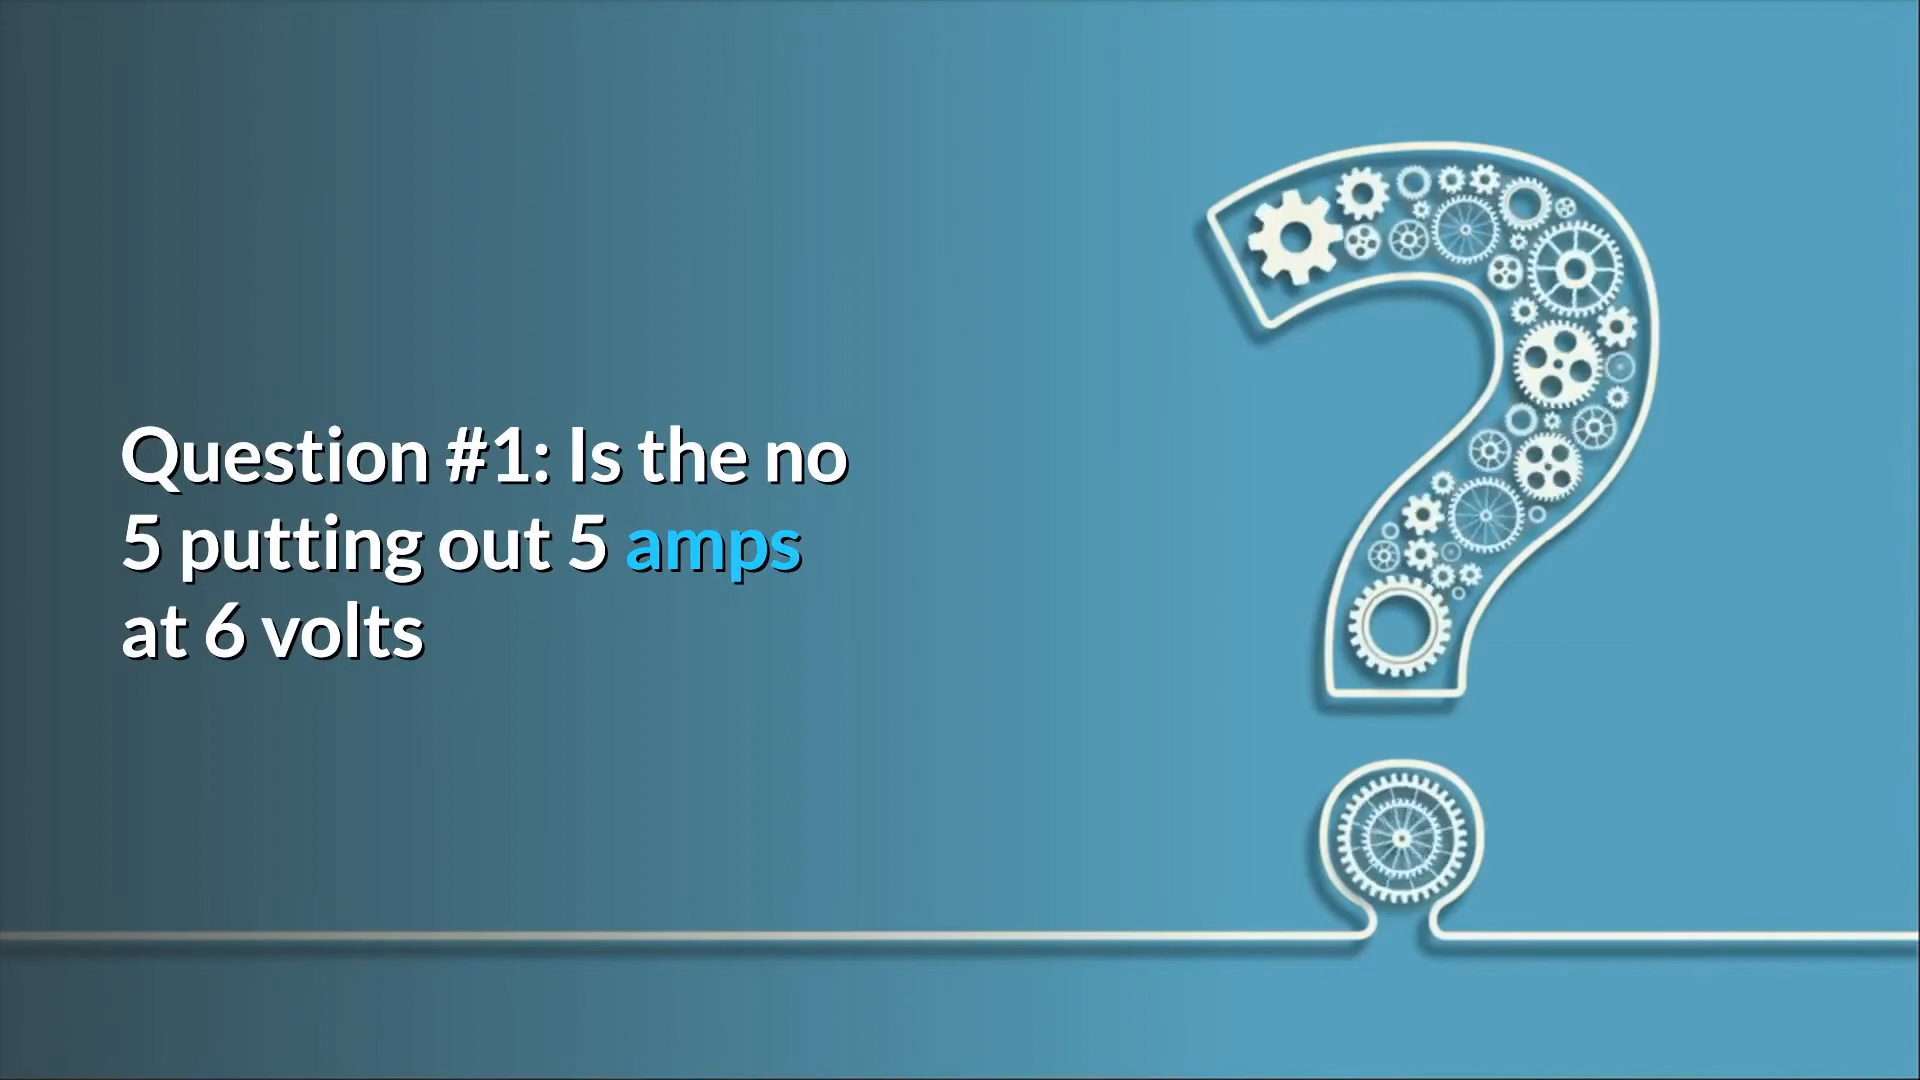 Question #1: Is the no
5 putting out 5 amps
at 6 volts